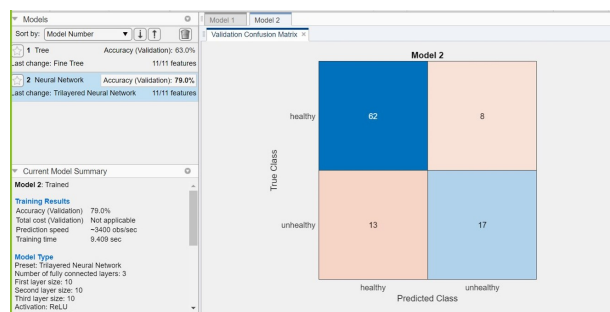 Models
Sort by: Model Number
1 Tree Accuracy (Validation): 63.0%
Last change: Fine Tree 11/11 features
2 Neural Network Accuracy (Validation): 79.0%
Last change: Trilayered Neural Network 11/11 features
Current Model Summary
Model 2: Trained
Training Results
Accuracy (Validation) 79.0%
Total cost (Validation) Not applicable
Prediction speed ~3400 obs/sec
Training time 9.409 sec
Model Type
Preset: Trilayered Neural Network
Number of fully connected layers: 3
First layer size: 10
Second layer size: 10
Third layer size: 10
Activation: ReLU
Model 1 Model 2
Validation Confusion Matrix ×
Model 2
True Class
healthy 62 8
unhealthy 13 17
healthy unhealthy
Predicted Class